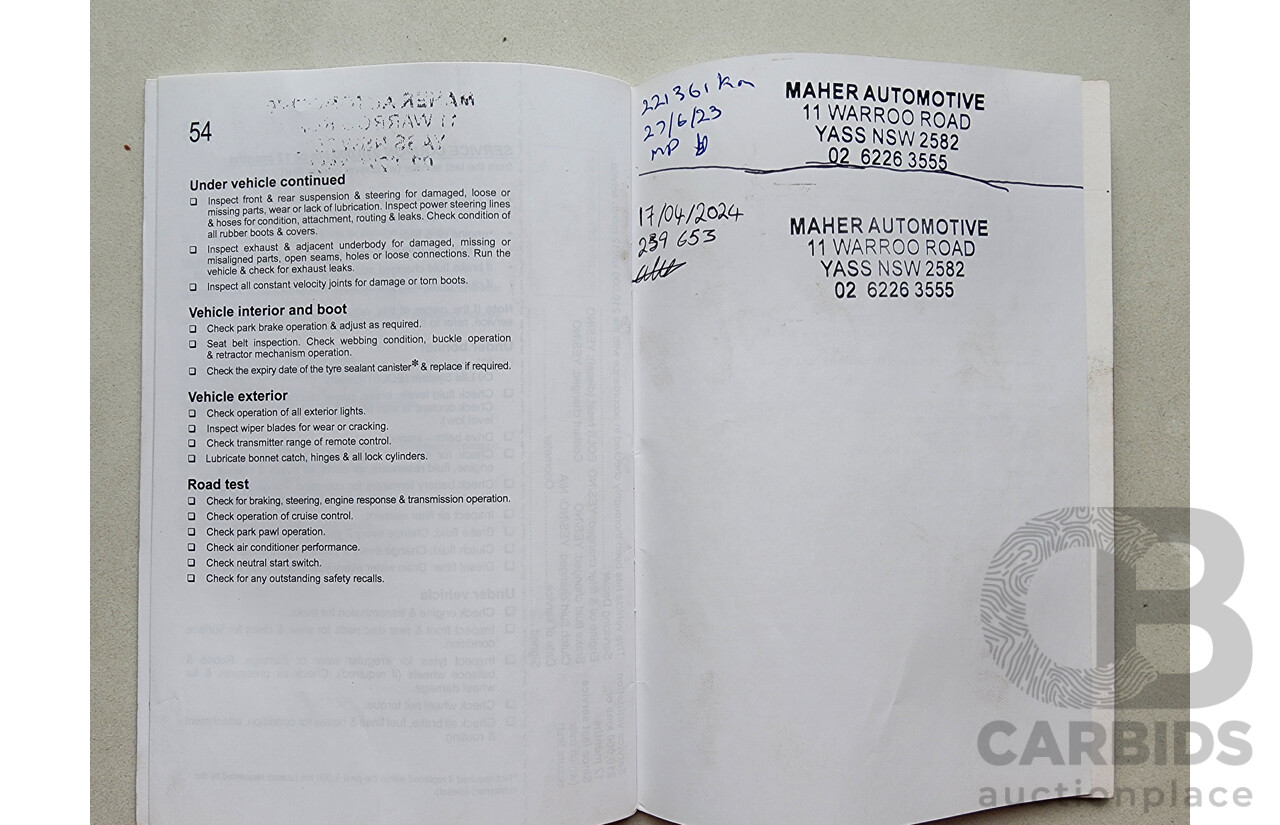 54
Under vehicle continued
❑ Inspect front & rear suspension & steering for damaged, loose or
missing parts, wear or lack of lubrication. Inspect power steering lines
& hoses for condition, attachment, routing & leaks. Check condition of
all rubber boots & covers.
❑ Inspect exhaust & adjacent underbody for damaged, missing or
misaligned parts, open seams, holes or loose connections. Run the
vehicle & check for exhaust leaks.
❑ Inspect all constant velocity joints for damage or torn boots.
Vehicle interior and boot
❑ Check park brake operation & adjust as required.
❑ Seat belt inspection. Check webbing condition, buckle operation
& retractor mechanism operation.
❑ Check the expiry date of the tyre sealant canister* & replace if required.
Vehicle exterior
❑ Check operation of all exterior lights.
❑ Inspect wiper blades for wear or cracking.
❑ Check transmitter range of remote control.
❑ Lubricate bonnet catch, hinges & all lock cylinders.
Road test
❑ Check for braking, steering, engine response & transmission operation.
❑ Check operation of cruise control.
❑ Check park pawl operation.
❑ Check air conditioner performance.
❑ Check neutral start switch.
❑ Check for any outstanding safety recalls.
221361km
27/6/23
MP
MAHER AUTOMOTIVE
11 WARROO ROAD
YASS NSW 2582
02 6226 3555
17/04/2024
239 653
MAHER AUTOMOTIVE
11 WARROO ROAD
YASS NSW 2582
02 6226 3555
CB
CARBIDS
auctionplace